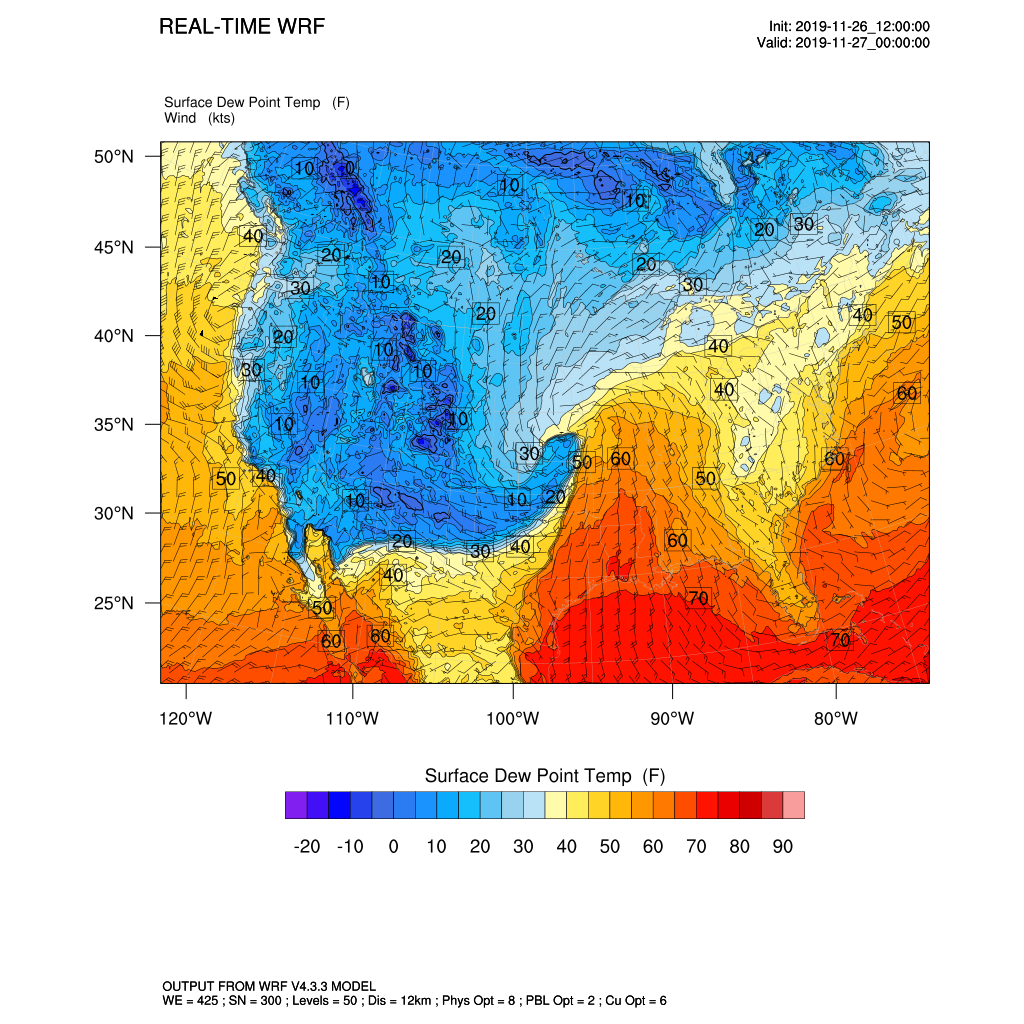 REAL-TIME WRF
Init: 2019-11-26_12:00:00
Valid: 2019-11-27_00:00:00
Surface Dew Point Temp (F)
Wind (kts)
50°N
45°N
40°N
35°N
30°N
25°N
10 0 10 10
40 20 30
20 20 20
30 10 30
20 40 50
20 10 40
30 10 10 40 60
10 10
30 50 60 60
50 40 50
10 10 20
20 30 40 60
40
50 70
60 60 70
120°W 110°W 100°W 90°W 80°W
Surface Dew Point Temp (F)
-20 -10 0 10 20 30 40 50 60 70 80 90
OUTPUT FROM WRF V4.3.3 MODEL
WE = 425 ; SN = 300 ; Levels = 50 ; Dis = 12km ; Phys Opt = 8 ; PBL Opt = 2 ; Cu Opt = 6